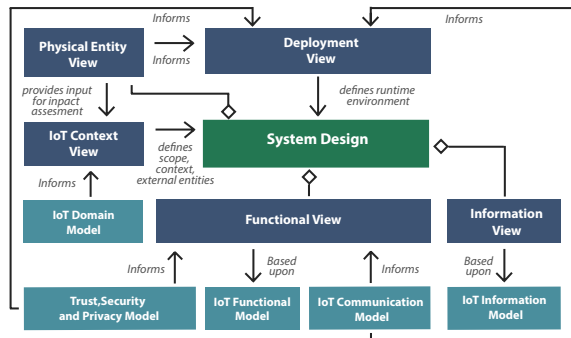 Informs
Informs
Physical Entity
View
Informs
Deployment
View
provides input
for inpact
assesment
defines runtime
environment
IoT Context
View
defines
scope,
context,
external entities
System Design
Informs
IoT Domain
Model
Functional View
Information
View
Informs
Based
upon
Informs
Based
upon
Trust,Security
and Privacy Model
IoT Functional
Model
IoT Communication
Model
IoT Information
Model